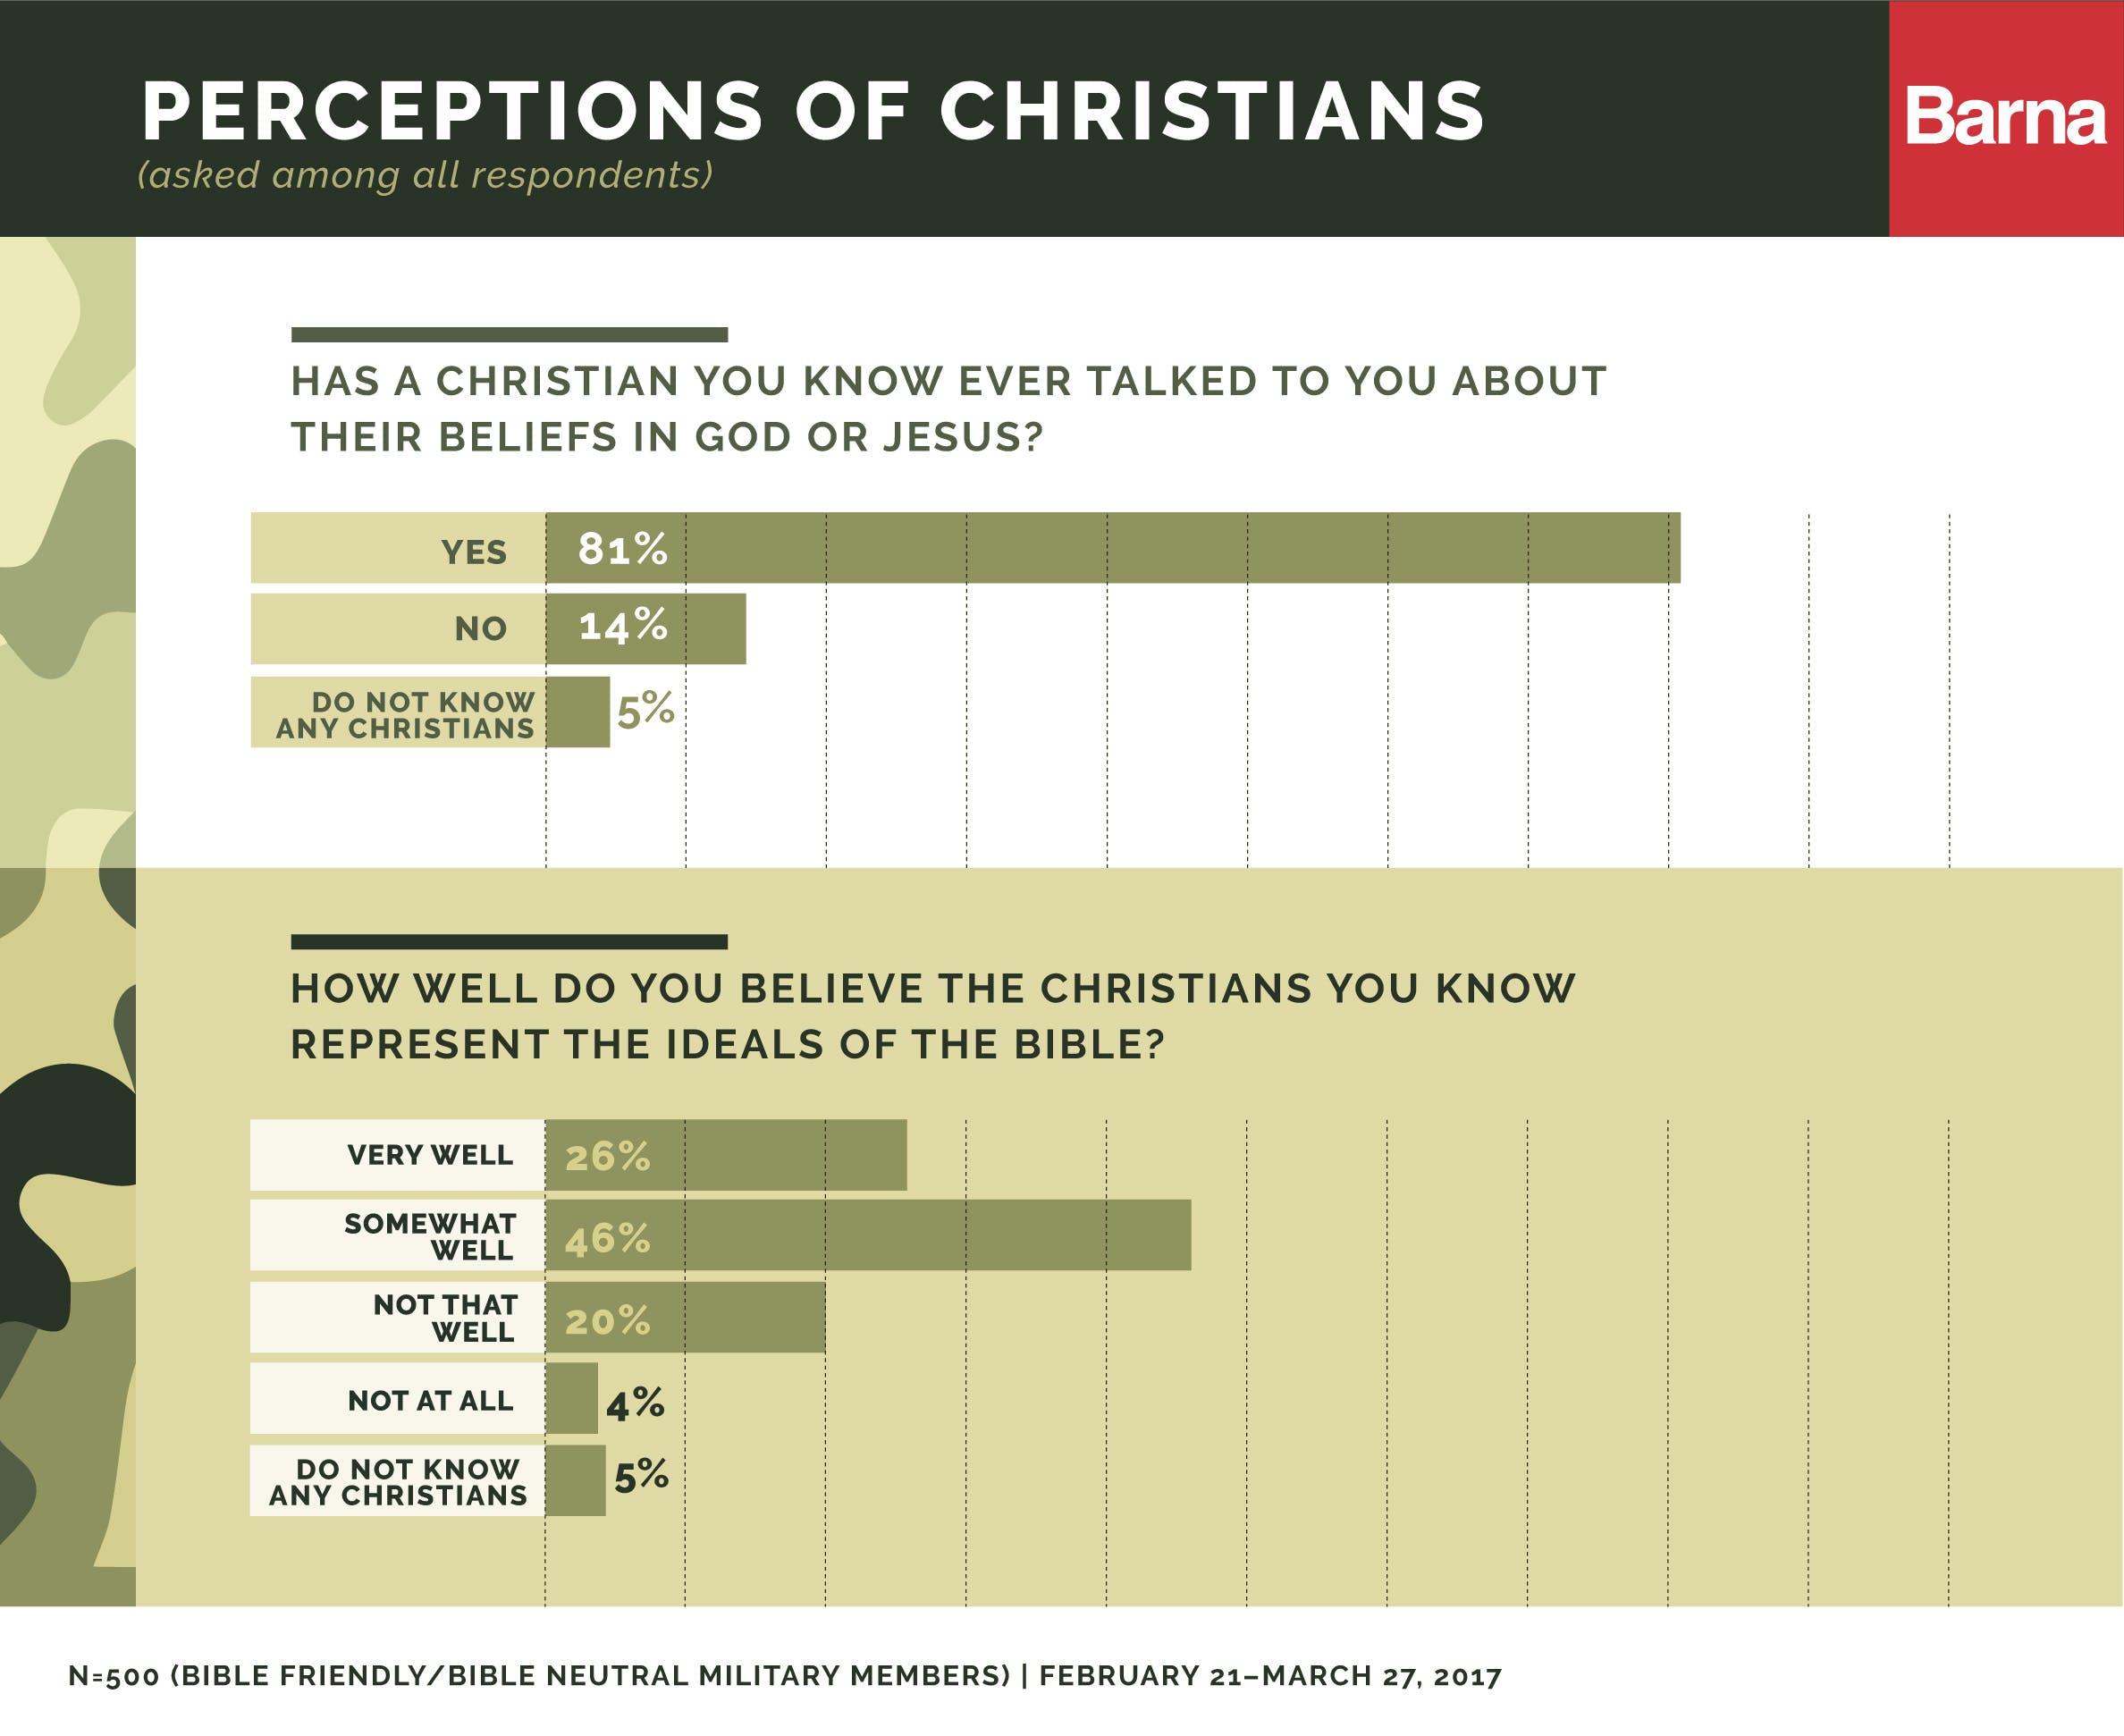 PERCEPTIONS OF CHRISTIANS
Barna
(asked among all respondents)
HAS A CHRISTIAN YOU KNOW EVER TALKED TO YOU ABOUT
THEIR BELIEFS IN GOD OR JESUS?
YES 81%
NO 14%
DO NOT KNOW
ANY CHRISTIANS
5%
HOW WELL DO YOU BELIEVE THE CHRISTIANS YOU KNOW
REPRESENT THE IDEALS OF THE BIBLE?
VERY WELL 26%
SOMEWHAT
WELL
46%
NOT THAT
WELL
20%
NOT AT ALL 4%
DO NOT KNOW
ANY CHRISTIANS
5%
N=500 (BIBLE FRIENDLY/BIBLE NEUTRAL MILITARY MEMBERS) | FEBRUARY 21–MARCH 27, 2017